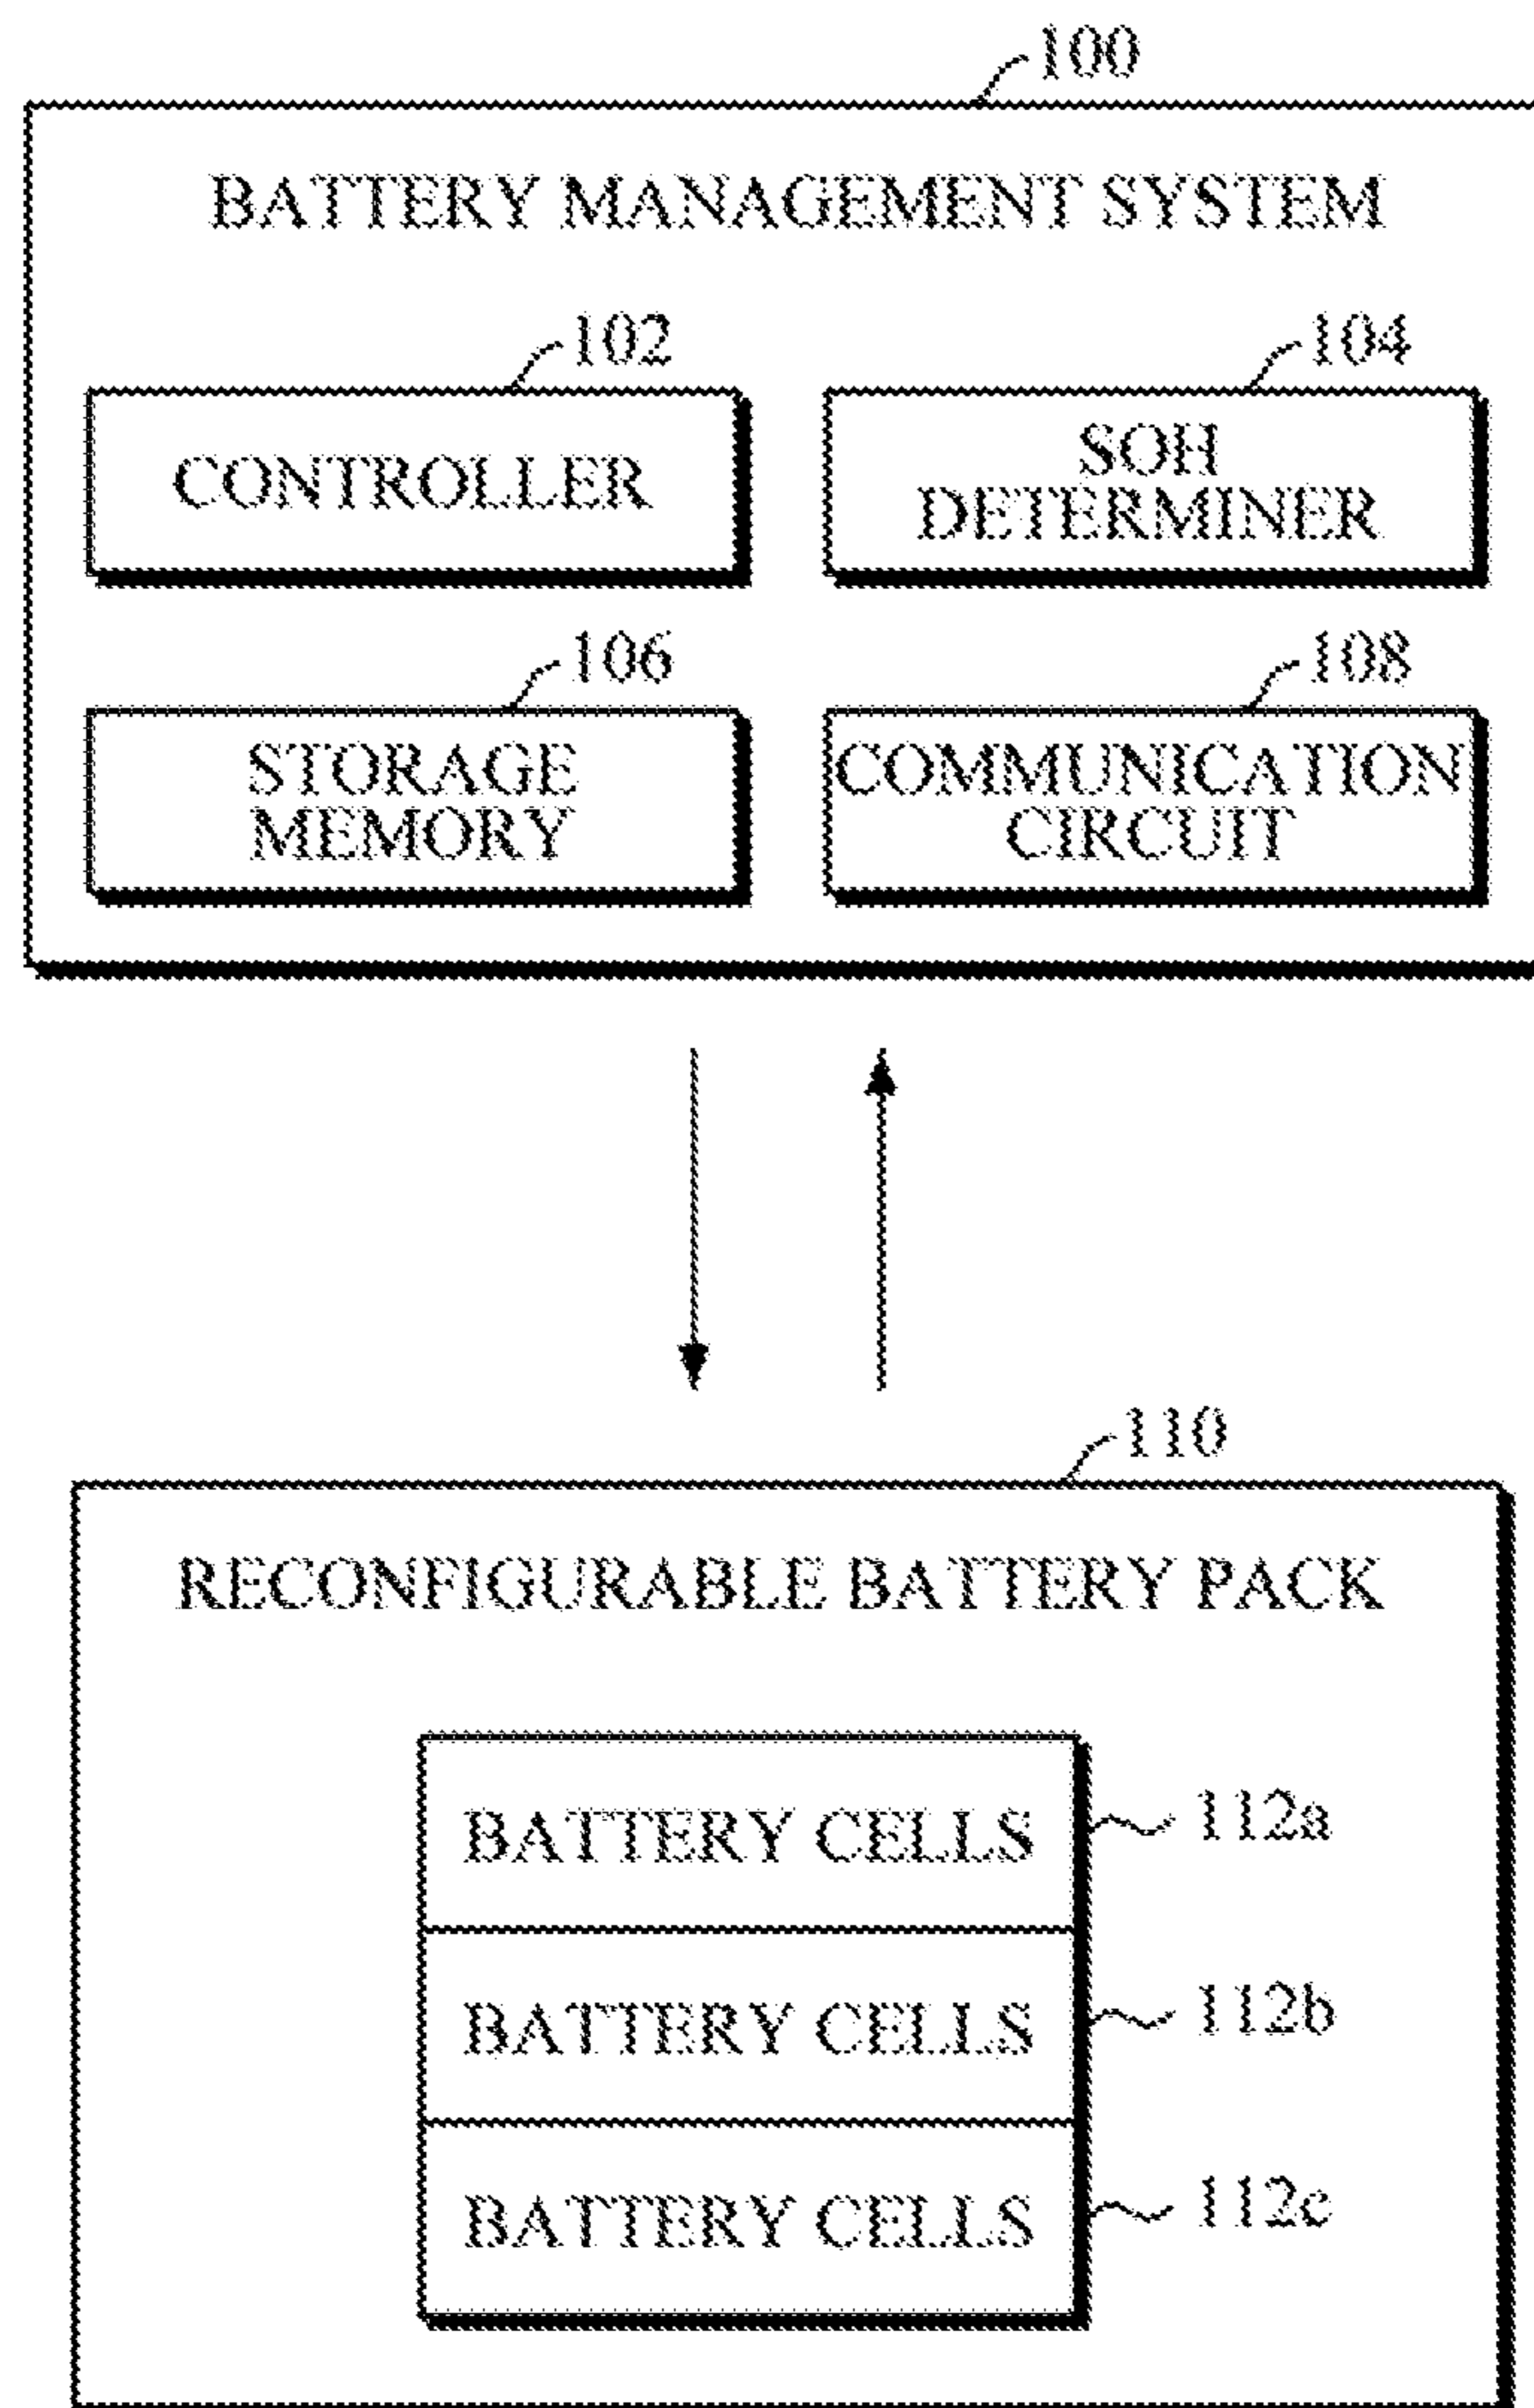 100
BATTERY MANAGEMENT SYSTEM
102
104
CONTROLLER
SOH
DETERMINER
106
108
STORAGE
MEMORY
COMMUNICATION
CIRCUIT
110
RECONFIGURABLE BATTERY PACK
BATTERY CELLS
112a
BATTERY CELLS
112b
BATTERY CELLS
112c